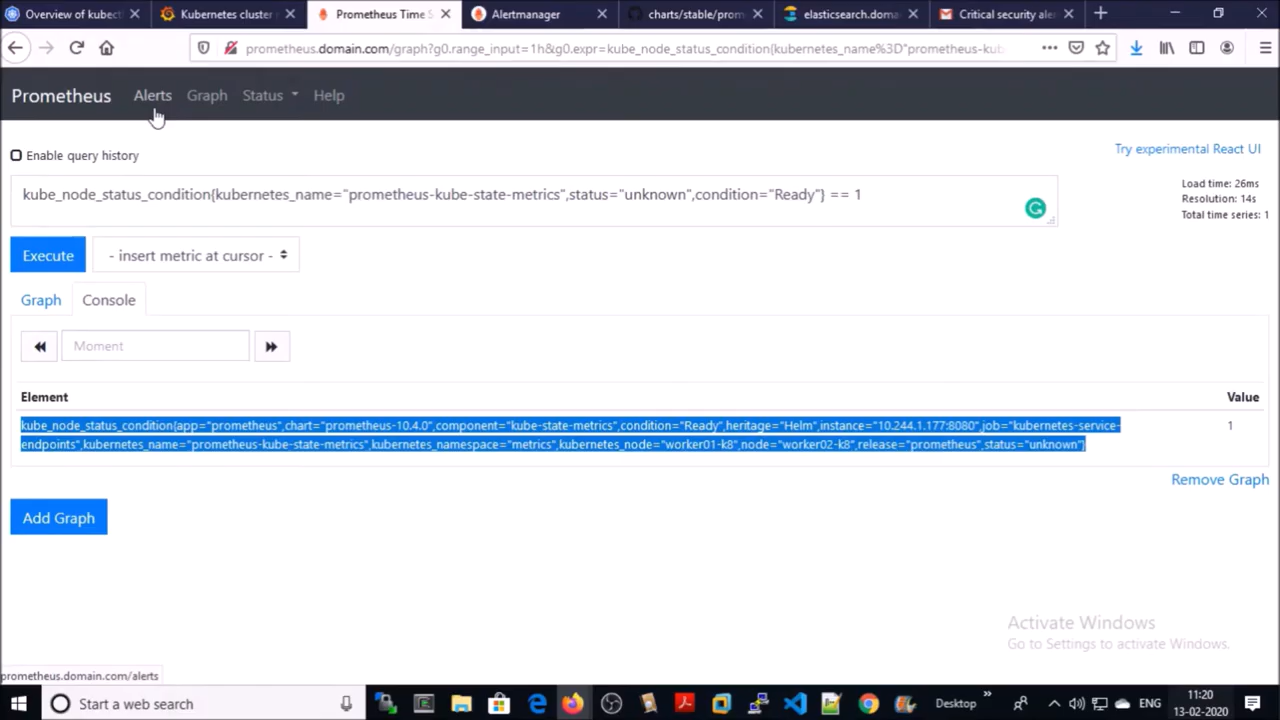 Overview of kubect
Kubernetes cluster
Prometheus Time S
Alertmanager
charts/stable/prom
elasticsearch.doma
Critical security ale
prometheus.domain.com/graph?g0.range_input=1h&g0.expr=kube_node_status_condition{kubernetes_name%3D"prometheus-kub
Prometheus
Alerts
Graph
Status
Help
Enable query history
Try experimental React UI
kube_node_status_condition{kubernetes_name="prometheus-kube-state-metrics",status="unknown",condition="Ready"} == 1
Load time: 26ms
Resolution: 14s
Total time series: 1
Execute
- insert metric at cursor -
Graph
Console
Moment
Element
Value
kube_node_status_condition{app="prometheus",chart="prometheus-10.4.0",component="kube-state-metrics",condition="Ready",heritage="Helm",instance="10.244.1.177:8080",job="kubernetes-service-
endpoints",kubernetes_name="prometheus-kube-state-metrics",kubernetes_namespace="metrics",kubernetes_node="worker01-k8",node="worker02-k8",release="prometheus",status="unknown"}
1
Remove Graph
Add Graph
Activate Windows
Go to Settings to activate Windows.
prometheus.domain.com/alerts
Start a web search
Desktop
ENG
11:20
13-02-2020